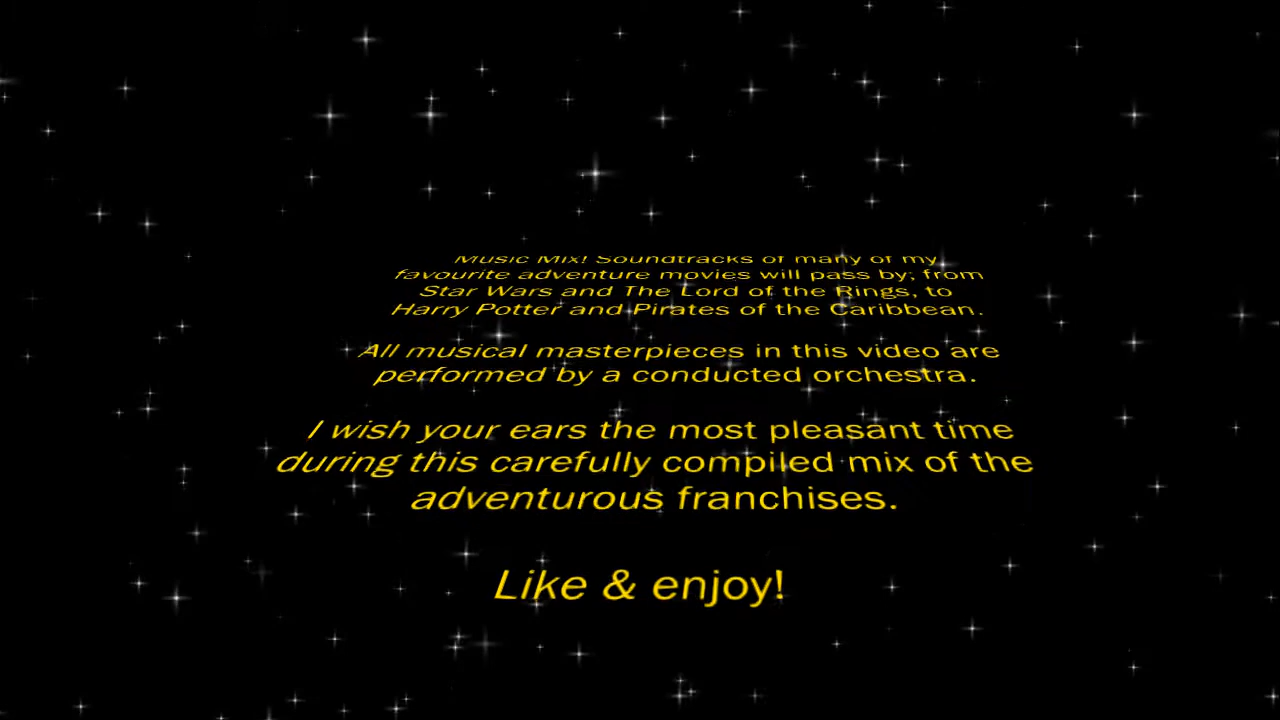 Music Mix! Soundtracks of many of my
favourite adventure movies will pass by; from
Star Wars and The Lord of the Rings, to
Harry Potter and Pirates of the Caribbean.
All musical masterpieces in this video are
performed by a conducted orchestra.
I wish your ears the most pleasant time
during this carefully compiled mix of the
adventurous franchises.
Like & enjoy!